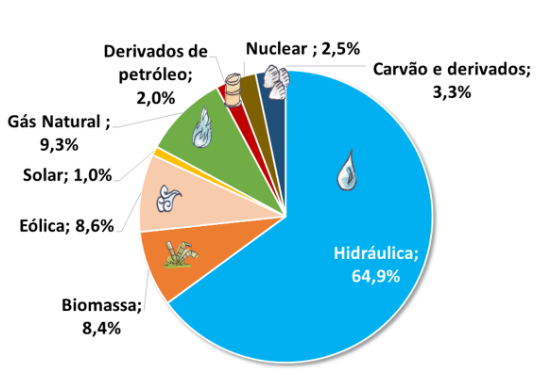 Derivados de
petróleo;
2,0%
Nuclear ; 2,5%
Carvão e derivados;
3,3%
Gás Natural ;
9,3%
Solar; 1,0%
Eólica; 8,6%
Hidráulica;
64,9%
Biomassa;
8,4%